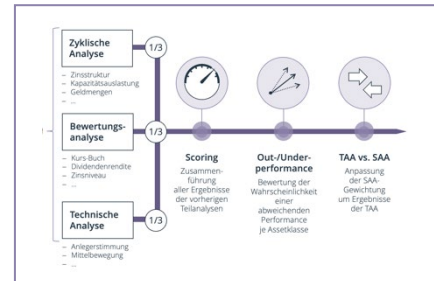 Zyklische
Analyse
1/3
– Zinsstruktur
– Kapazitätsauslastung
– Geldmengen
– ...
Bewertungs-
analyse
1/3
– Kurs-Buch
– Dividendenrendite
– Zinsniveau
– ...
Technische
Analyse
1/3
– Anlegerstimmung
– Mittelbewegung
– ...
Scoring
Zusammen-
führung
aller Ergebnisse
der vorherigen
Teilanalysen
Out-/Under-
performance
Bewertung der
Wahrscheinlichkeit
einer
abweichenden
Performance
je Assetklasse
TAA vs. SAA
Anpassung
der SAA-
Gewichtung
um Ergebnisse
der TAA